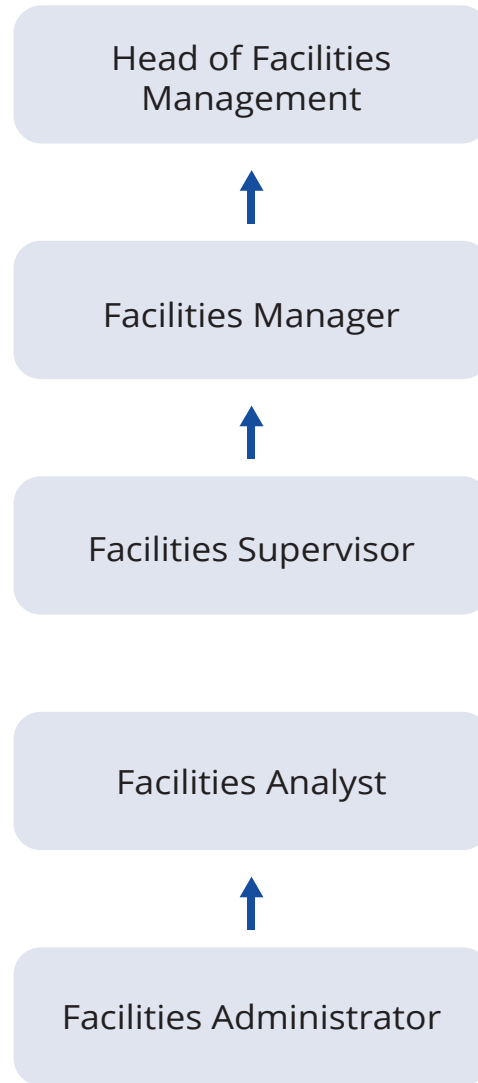 Head of Facilities
Management
Facilities Manager
Facilities Supervisor
Facilities Analyst
Facilities Administrator